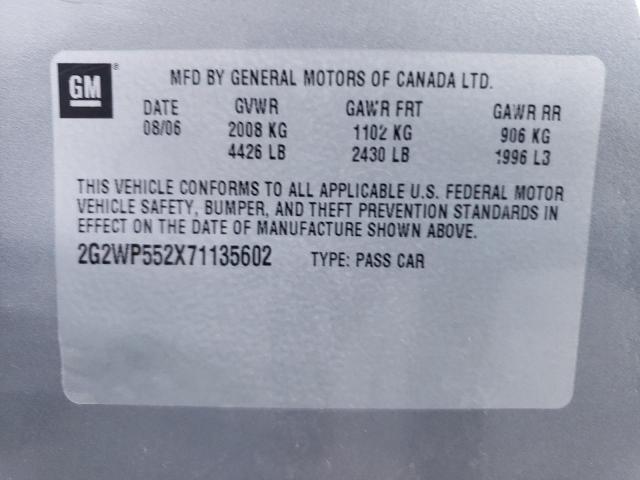 GM®
MFD BY GENERAL MOTORS OF CANADA LTD.
DATE GVWR GAWR FRT GAWR RR
08/06 2008 KG 1102 KG 906 KG
4426 LB 2430 LB 1996 LB
THIS VEHICLE CONFORMS TO ALL APPLICABLE U.S. FEDERAL MOTOR
VEHICLE SAFETY, BUMPER, AND THEFT PREVENTION STANDARDS IN
EFFECT ON THE DATE OF MANUFACTURE SHOWN ABOVE.
2G2WP552X71135602 TYPE: PASS CAR